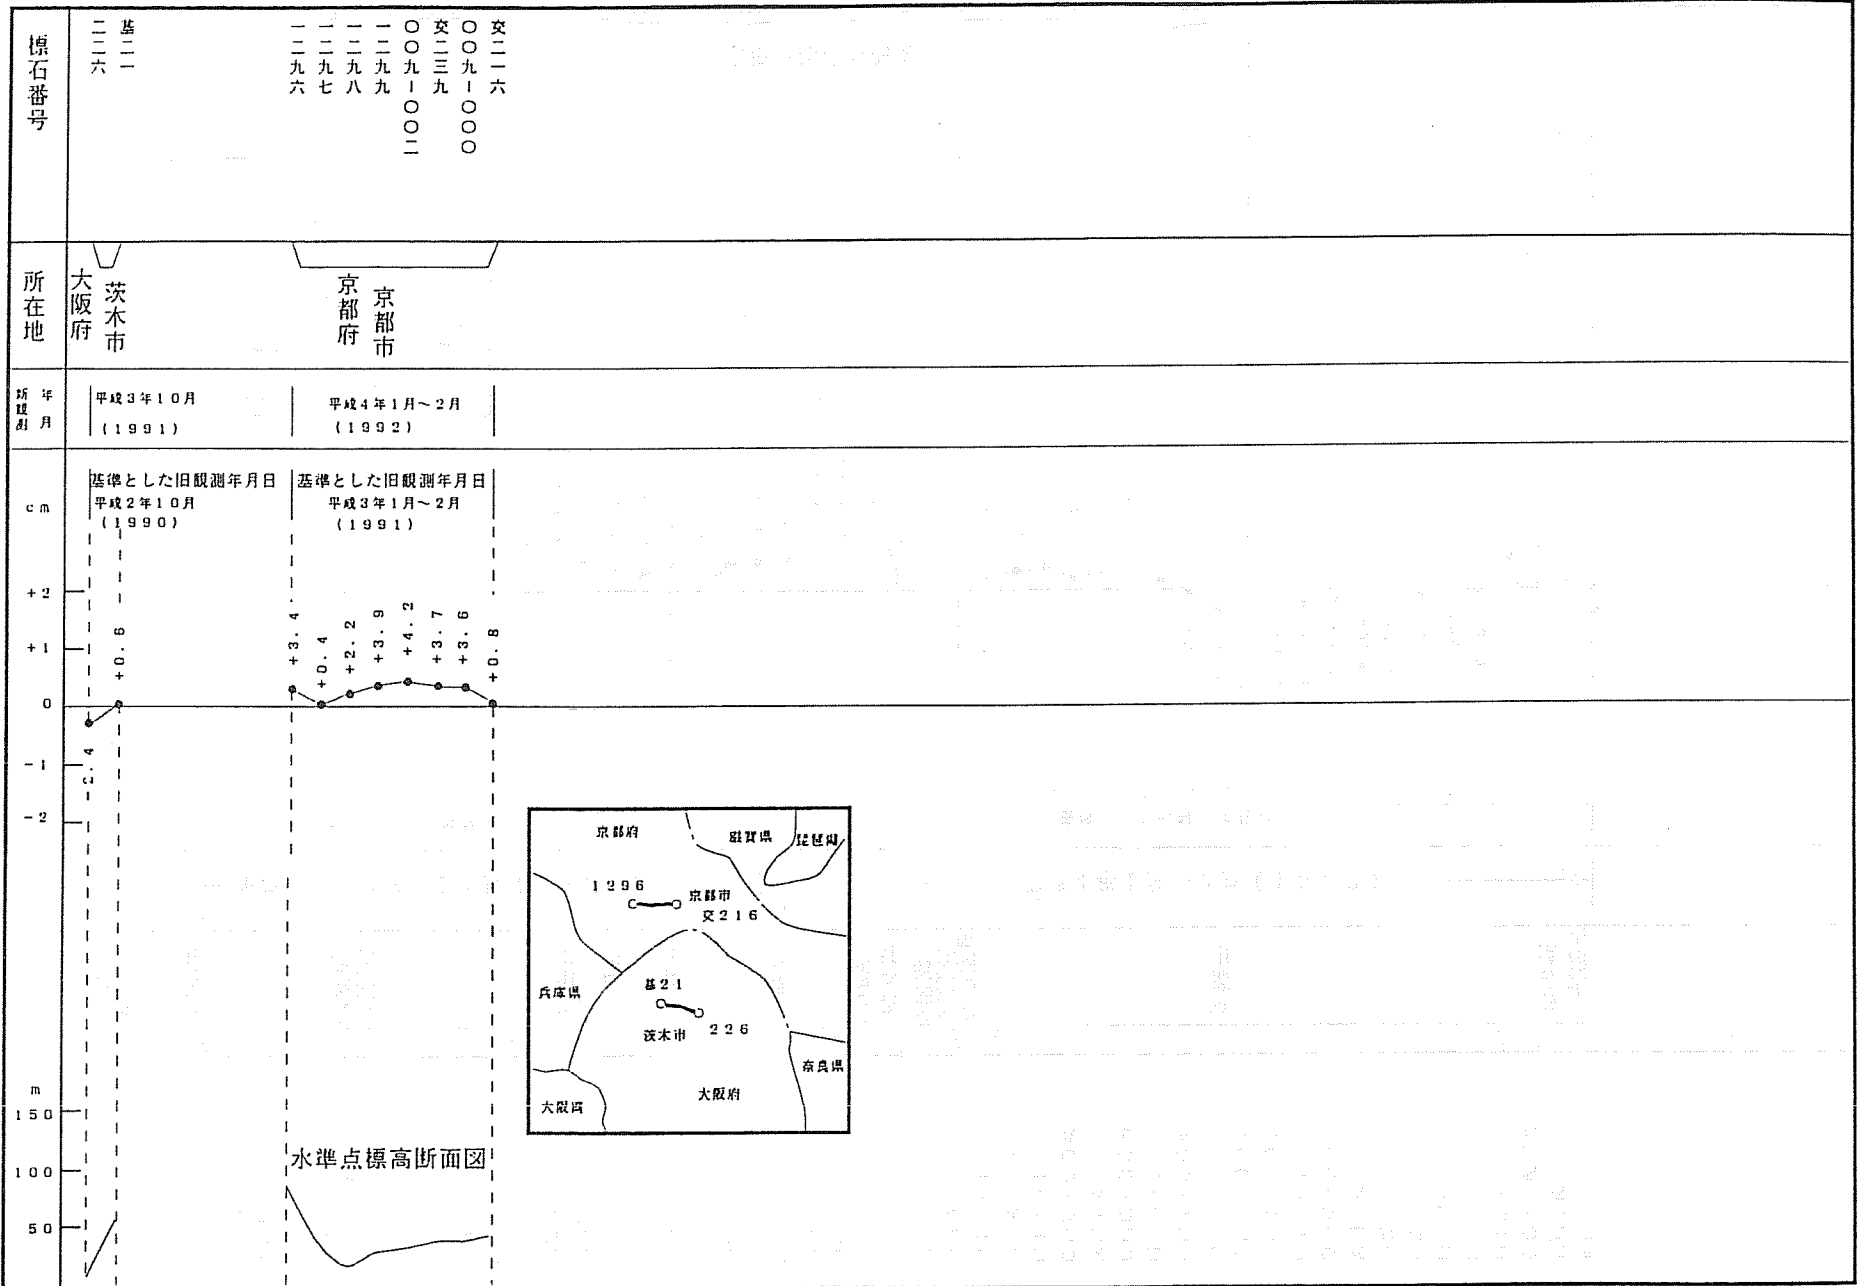 標石番号
二二六
基二一
一二九六
一二九七
一二九八
一二九九
〇〇九-〇〇二
交二三九
〇〇九-〇〇〇
交二一六
所在地
大阪府
茨木市
京都府
京都市
新観測
年月
平成3年10月
(1991)
平成4年1月~2月
(1992)
基準とした旧観測年月日
平成2年10月
(1990)
基準とした旧観測年月日
平成3年1月~2月
(1991)
cm
+2
+1
0
-1
-2
-2.4
+0.6
+3.4
+0.4
+2.2
+3.9
+4.2
+3.7
+3.6
+0.8
京都府
滋賀県
琵琶湖
1296
京都市
交216
兵庫県
基21
茨木市
226
奈良県
大阪湾
大阪府
m
150
100
50
水準点標高断面図